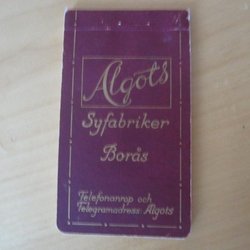 Algots
Syfabriker
Borås
Telefonanrop och
Telegramadress: Algots